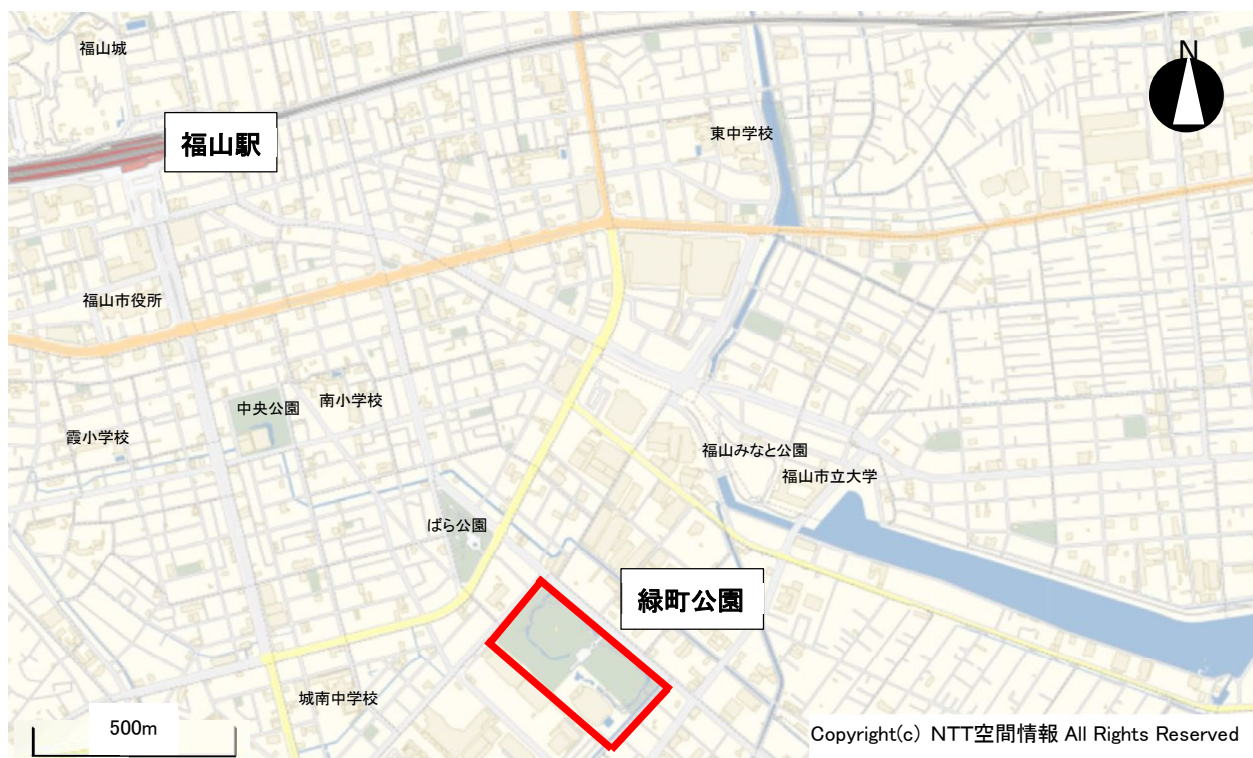 N
福山城
福山駅
東中学校
福山市役所
中央公園
南小学校
霞小学校
福山みなと公園
福山市立大学
ばら公園
緑町公園
城南中学校
500m
Copyright(c) NTT空間情報 All Rights Reserved